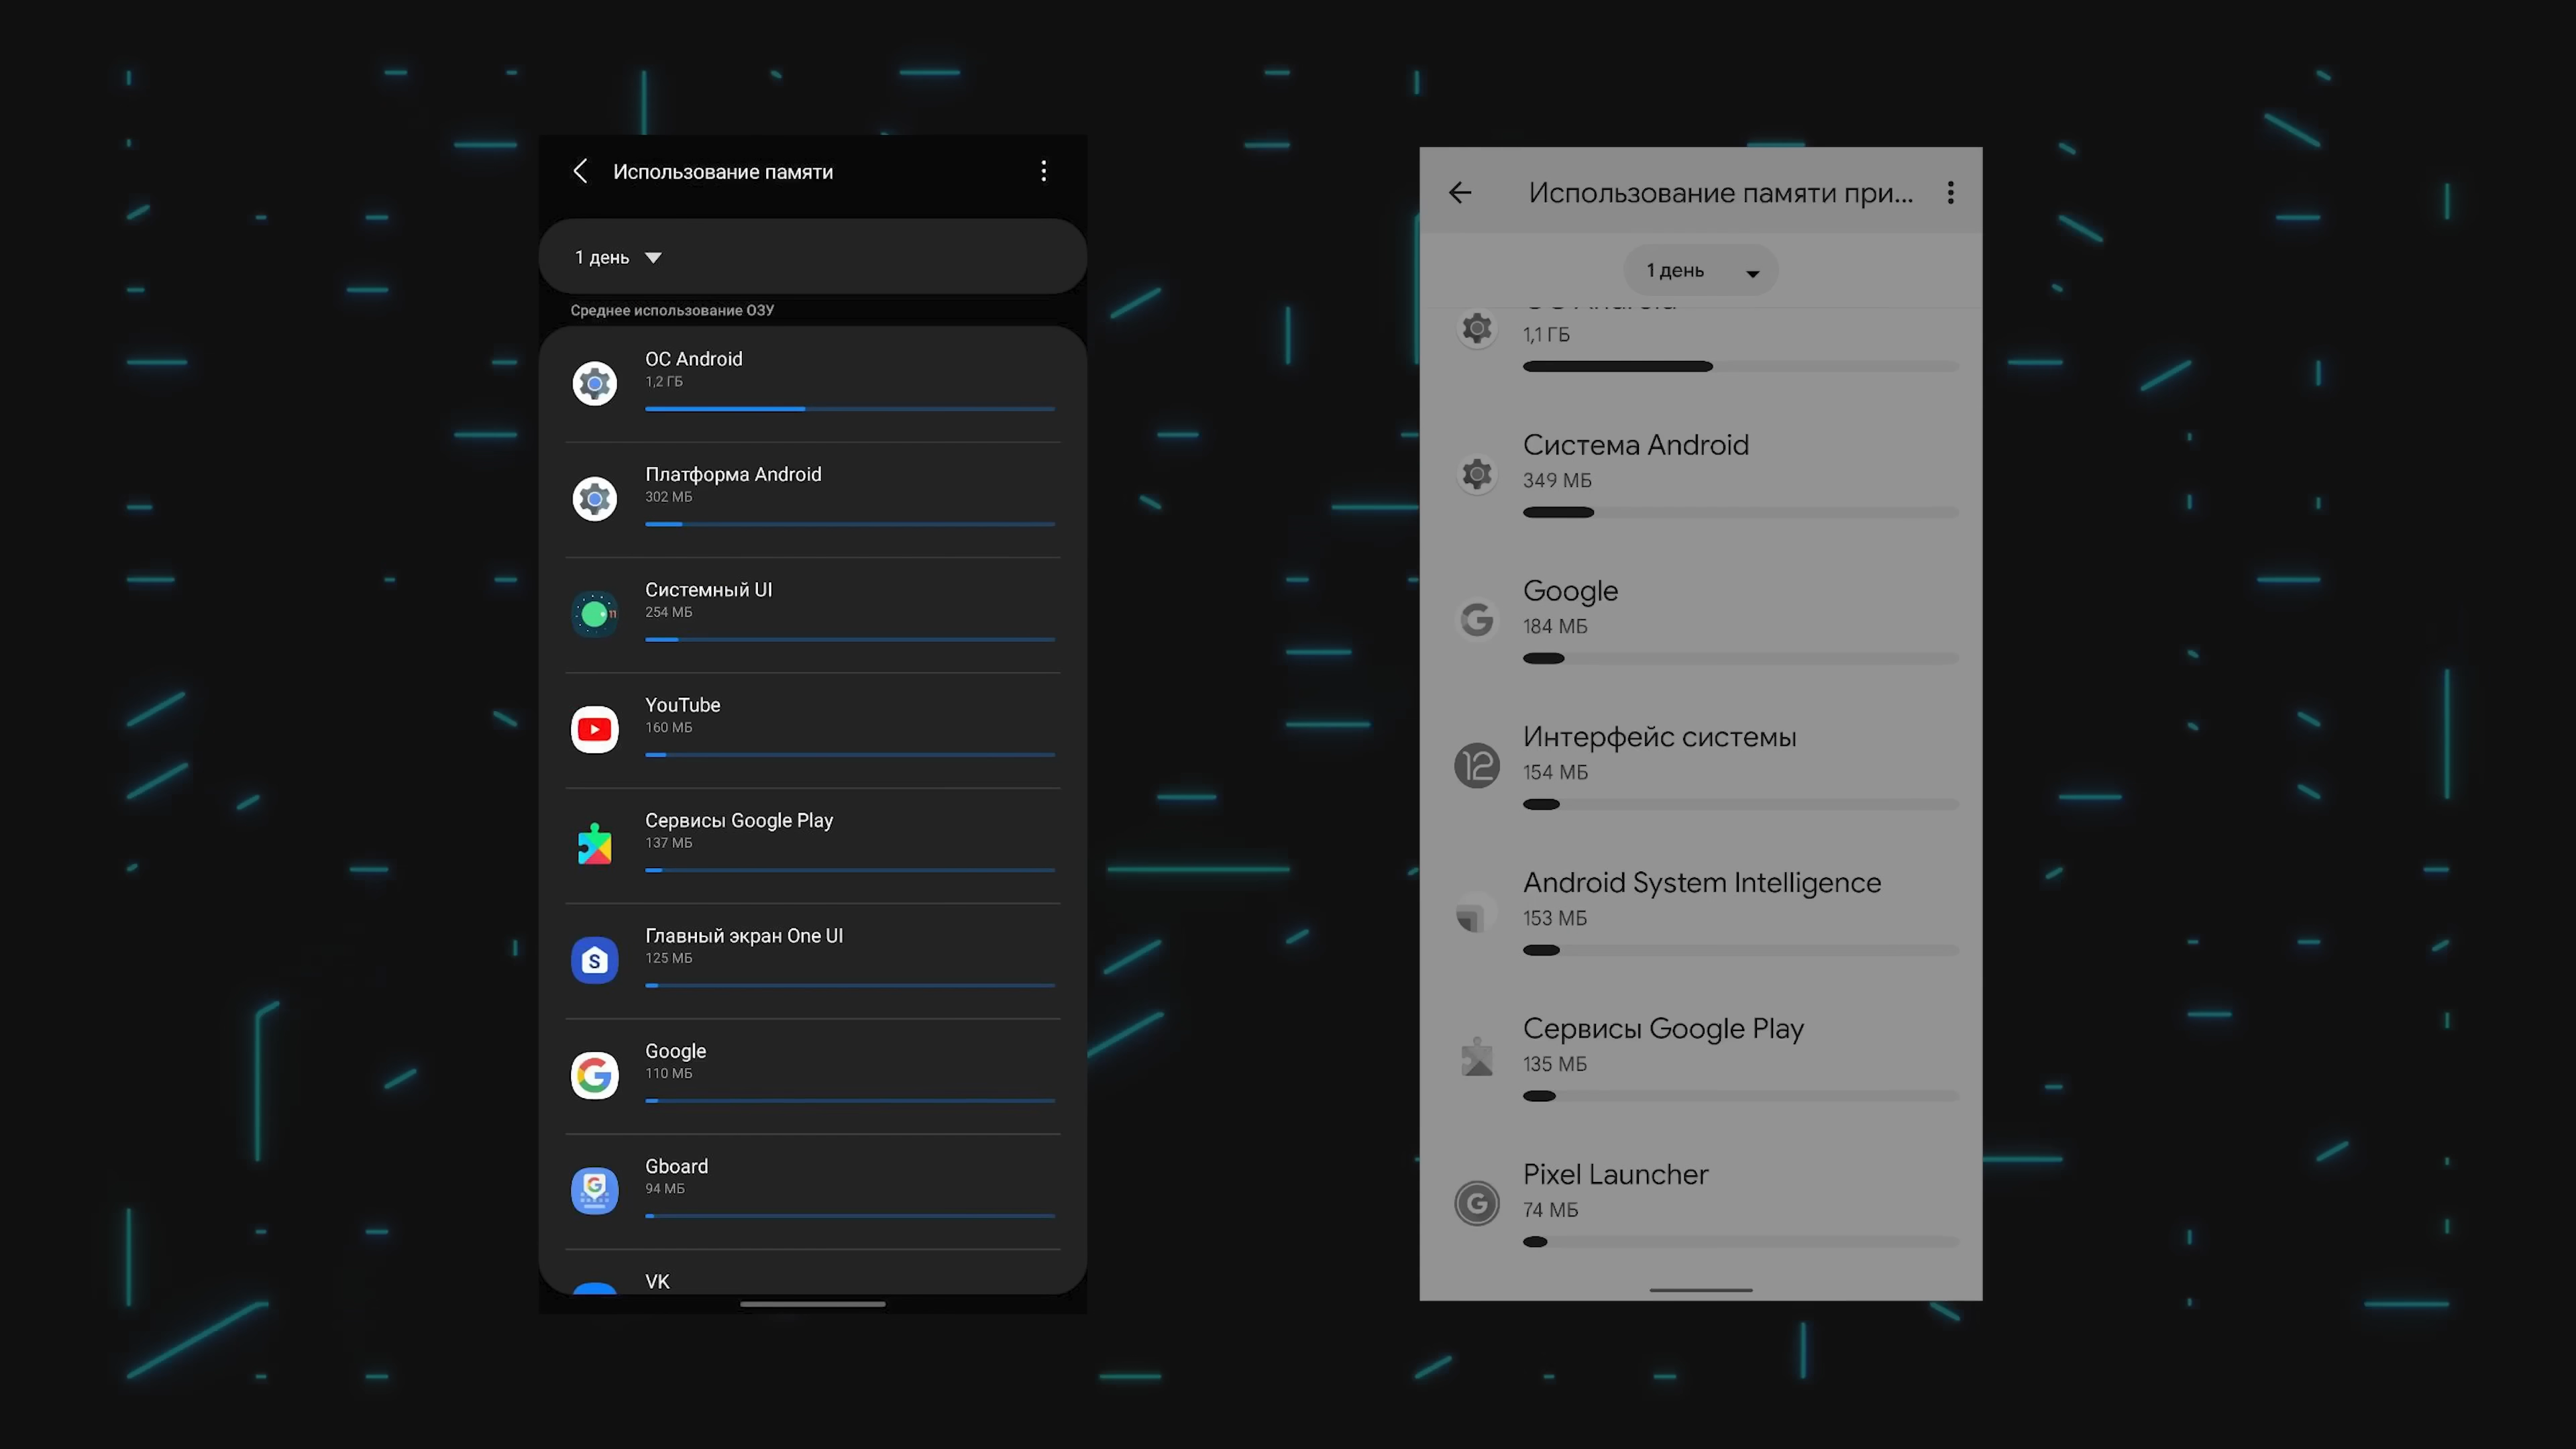 Использование памяти
1 день
Среднее использование ОЗУ
ОС Android
1,2 ГБ
Платформа Android
302 МБ
Системный UI
254 МБ
YouTube
160 МБ
Сервисы Google Play
137 МБ
Главный экран One UI
125 МБ
Google
110 МБ
Gboard
94 МБ
VK
Использование памяти при...
1 день
ОС Android
1,1 ГБ
Система Android
349 МБ
Google
184 МБ
Интерфейс системы
154 МБ
Android System Intelligence
153 МБ
Сервисы Google Play
135 МБ
Pixel Launcher
74 МБ